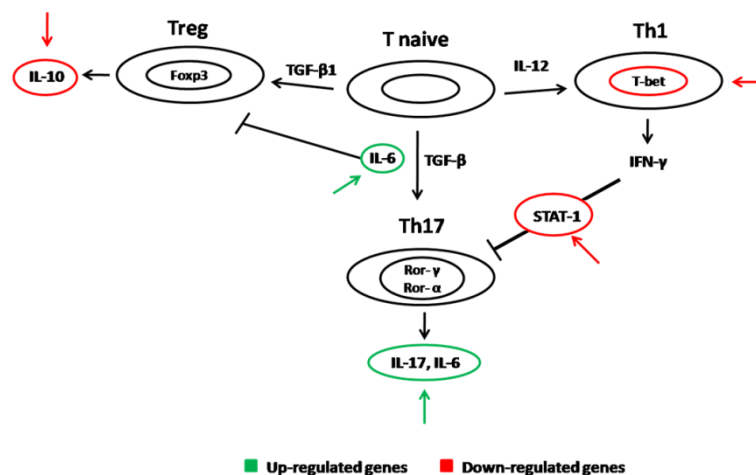 Treg
T naive
Th1
IL-10
Foxp3
TGF-β1
IL-12
T-bet
IL-6
TGF-β
IFN-γ
STAT-1
Th17
Ror- γ
Ror- α
IL-17, IL-6
Up-regulated genes
Down-regulated genes